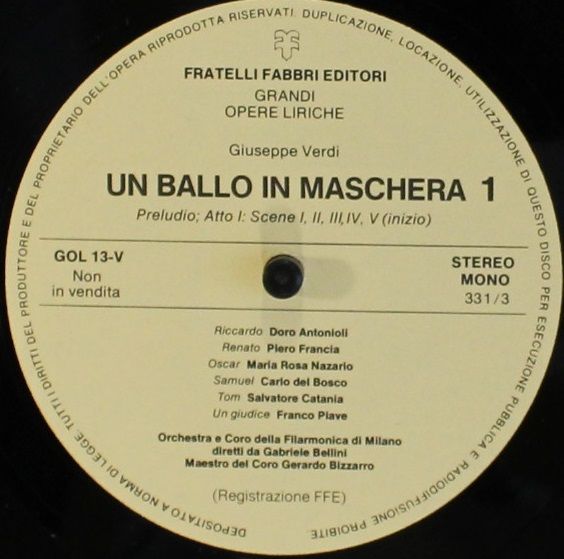 DEPOSITATO A NORMA DI LEGGE. TUTTI I DIRITTI DEL PRODUTTORE E DEL PROPRIETARIO DELL'OPERA RIPRODOTTA RISERVATI. DUPLICAZIONE, LOCAZIONE, UTILIZZAZIONE DI QUESTO DISCO PER ESECUZIONE PUBBLICA E RADIODIFFUSIONE PROIBITE.
FRATELLI FABBRI EDITORI
GRANDI
OPERE LIRICHE
Giuseppe Verdi
UN BALLO IN MASCHERA 1
Preludio; Atto I: Scene I, II, III, IV, V (inizio)
GOL 13-V
Non
in vendita
STEREO
MONO
331/3
Riccardo Doro Antonioli
Renato Piero Francia
Oscar Maria Rosa Nazario
Samuel Carlo del Bosco
Tom Salvatore Catania
Un giudice Franco Piave
Orchestra e Coro della Filarmonica di Milano
diretti da Gabriele Bellini
Maestro del Coro Gerardo Bizzarro
(Registrazione FFE)